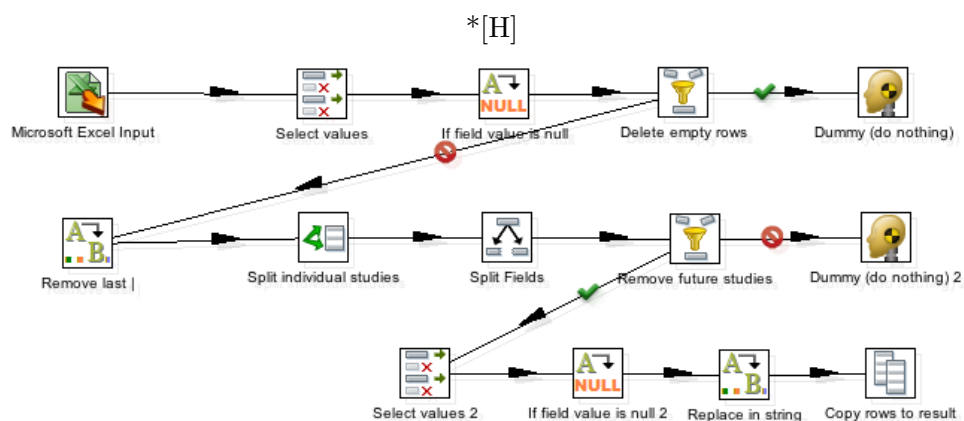 *[H]
Microsoft Excel Input
Select values
NULL
If field value is null
Delete empty rows
Dummy (do nothing)
A
B
Remove last |
Split individual studies
Split Fields
Remove future studies
Dummy (do nothing) 2
Select values 2
A
NULL
If field value is null 2
A
B
Replace in string
Copy rows to result